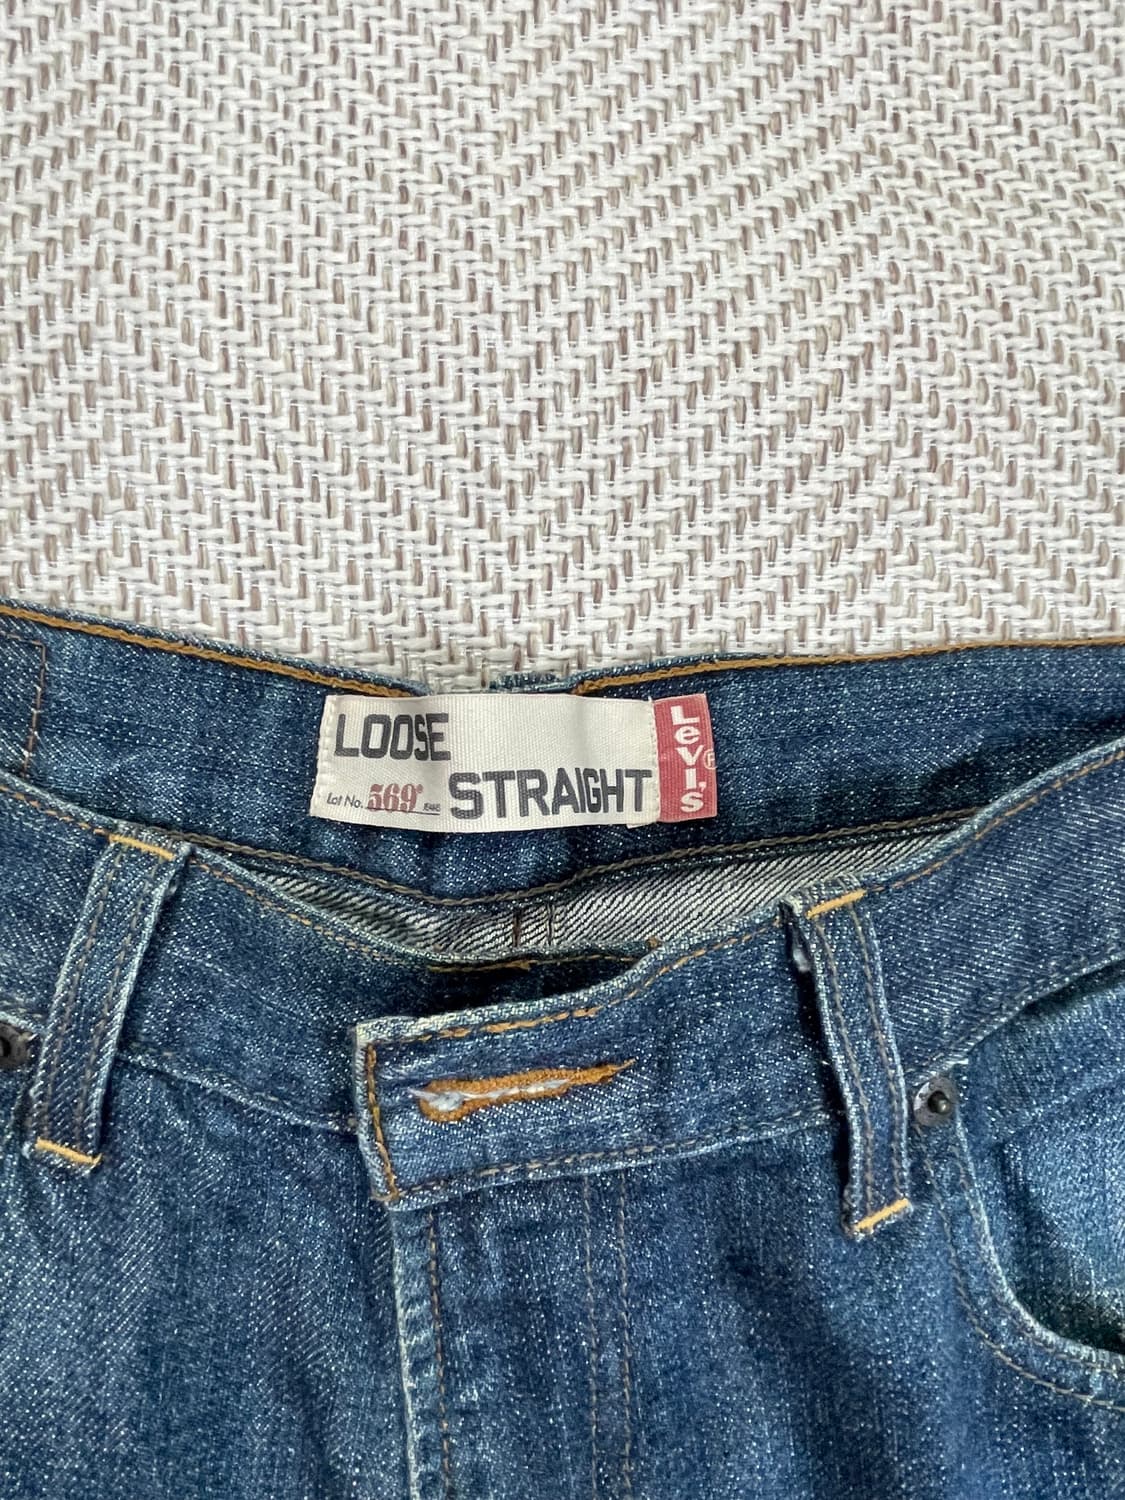 LOOSE
Lot No. 569® JEANS STRAIGHT
LeVI'S ®